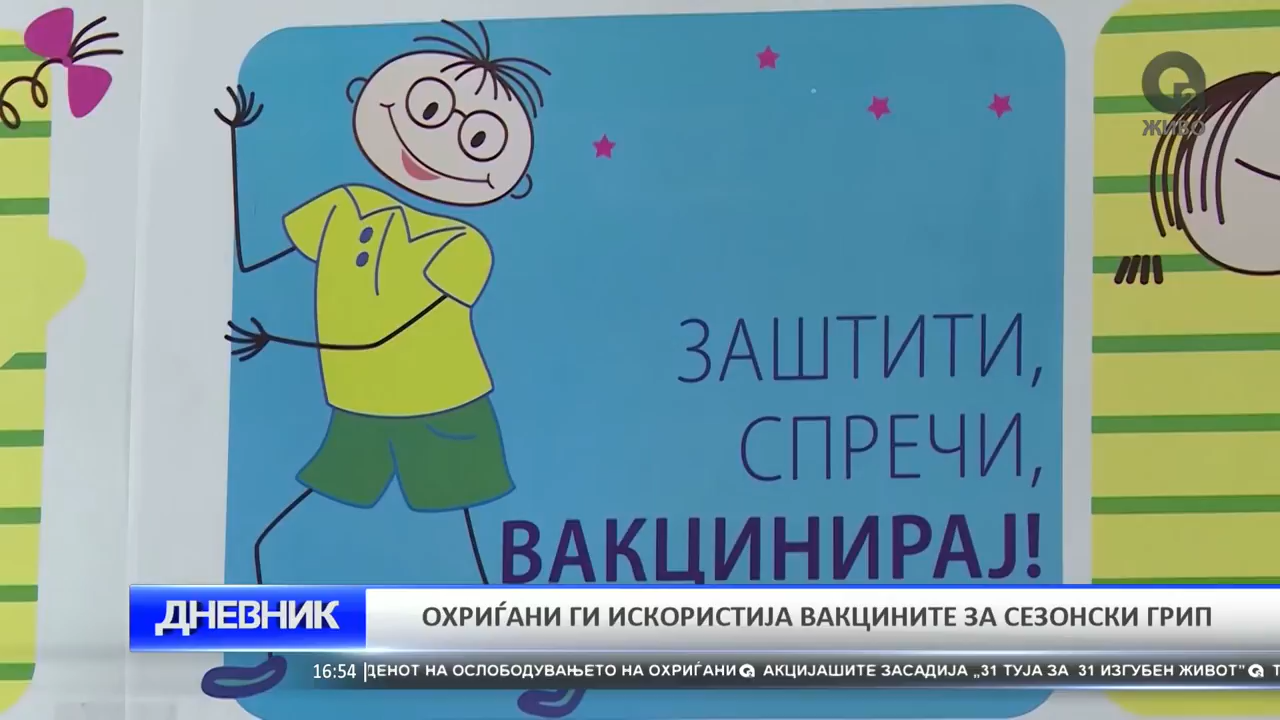 ЖИВО
ЗАШТИТИ,
СПРЕЧИ,
ВАКЦИНИРАЈ!
ДНЕВНИК
ОХРИЃАНИ ГИ ИСКОРИСТИЈА ВАКЦИНИТЕ ЗА СЕЗОНСКИ ГРИП
16:54
ДЕНОТ НА ОСЛОБОДУВАЊЕТО НА ОХРИЃАНИ АКЦИЈАШИТЕ ЗАСАДИЈА „31 ТУЈА ЗА 31 ИЗГУБЕН ЖИВОТ"